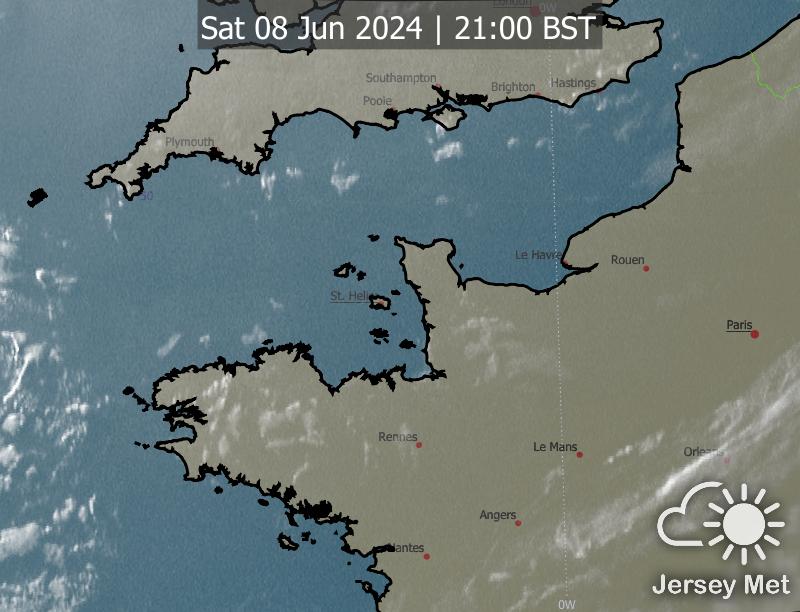 London
0W
Sat 08 Jun 2024 | 21:00 BST
Southampton
Brighton
Hastings
Poole
Plymouth
50
Le Havre
Rouen
St. Heli
Paris
Rennes
Le Mans
Orleans
Angers
Nantes
Jersey Met
0W